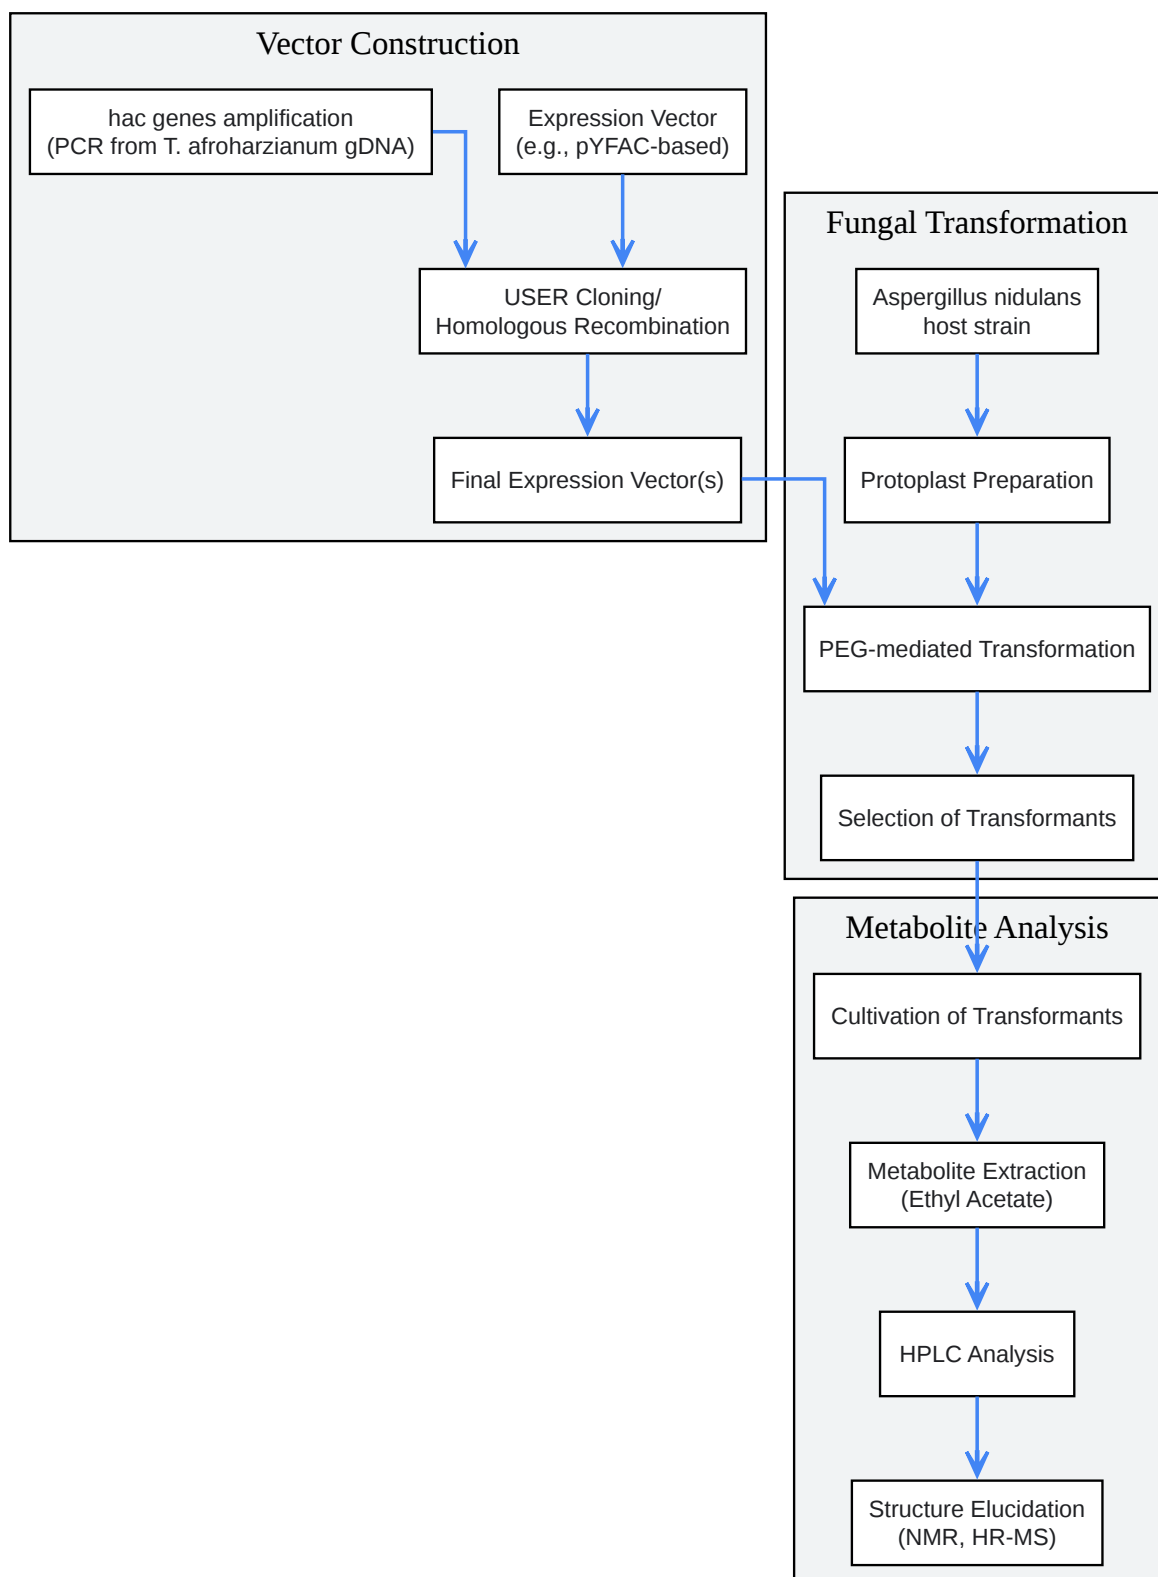 Vector Construction
hac genes amplification
(PCR from T. afroharzianum gDNA)
Expression Vector
(e.g., pYFAC-based)
USER Cloning/
Homologous Recombination
Final Expression Vector(s)
Fungal Transformation
Aspergillus nidulans
host strain
Protoplast Preparation
PEG-mediated Transformation
Selection of Transformants
Metabolite Analysis
Cultivation of Transformants
Metabolite Extraction
(Ethyl Acetate)
HPLC Analysis
Structure Elucidation
(NMR, HR-MS)